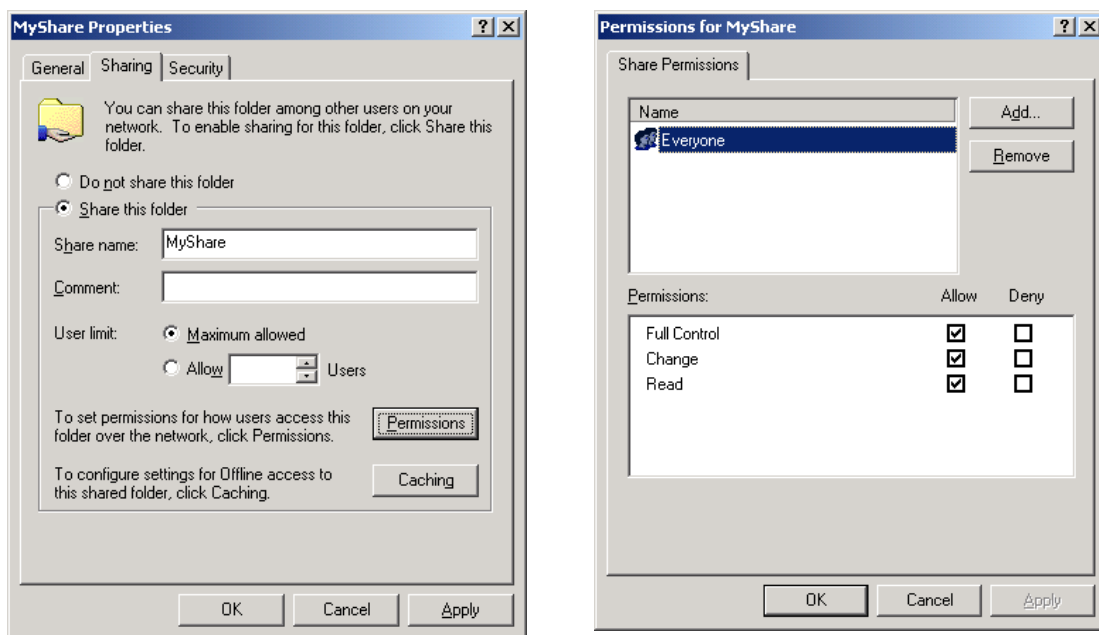 MyShare Properties
General Sharing Security
You can share this folder among other users on your
network. To enable sharing for this folder, click Share this
folder.
Do not share this folder
Share this folder
Share name: MyShare
Comment:
User limit: Maximum allowed
Allow Users
To set permissions for how users access this
folder over the network, click Permissions.
Permissions
To configure settings for Offline access to
this shared folder, click Caching.
Caching
OK Cancel Apply
Permissions for MyShare
Share Permissions
Name
Everyone
Add...
Remove
Permissions: Allow Deny
Full Control
Change
Read
OK Cancel Apply